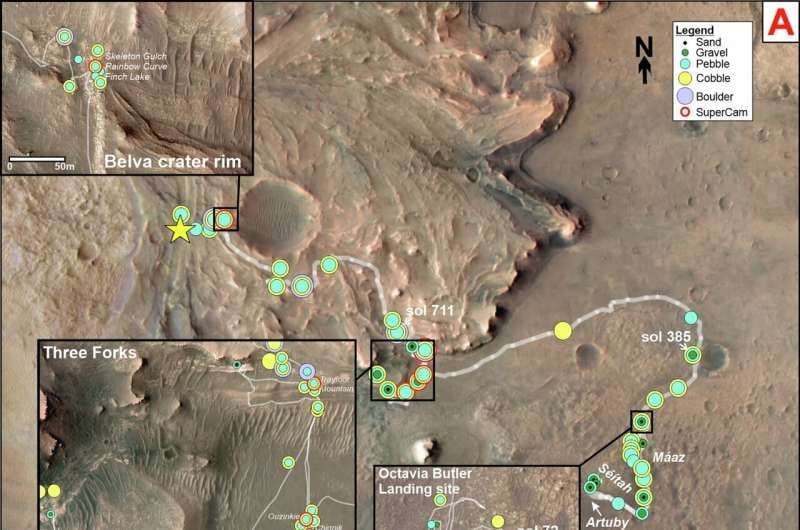 A
Legend
Sand
Gravel
Pebble
Cobble
Boulder
SuperCam
N
Skeleton Gulch
Rainbow Curve
Finch Lake
0 50m
Belva crater rim
sol 711
sol 385
Three Forks
Mountain
Octavia Butler
Landing site
Máaz
Séítah
Artuby